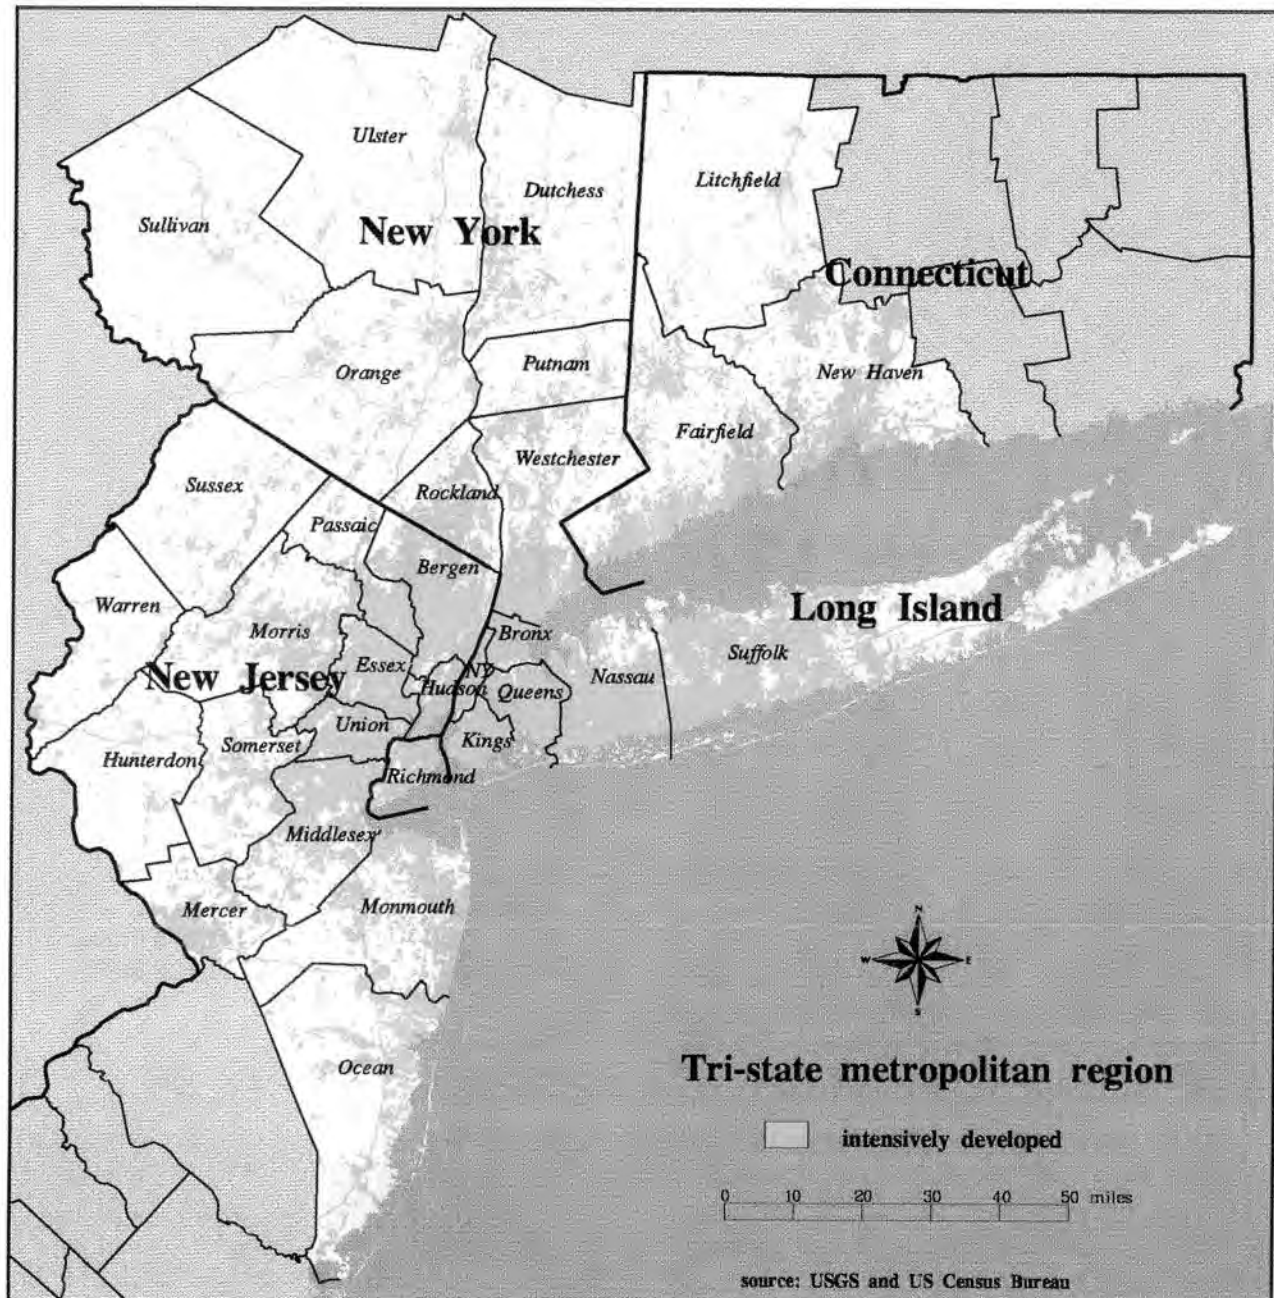 Ulster
Dutchess
Litchfield
Sullivan
New York
Connecticut
Orange
Putnam
New Haven
Fairfield
Westchester
Sussex
Rockland
Passaic
Bergen
Warren
Long Island
Morris
Bronx
Essex
Suffolk
New Jersey
NY
Nassau
Hudson
Queens
Union
Somerset
Kings
Hunterdon
Richmond
Middlesex
Mercer
Monmouth
N
W E
S
Ocean
Tri-state metropolitan region
intensively developed
0 10 20 30 40 50 miles
source: USGS and US Census Bureau